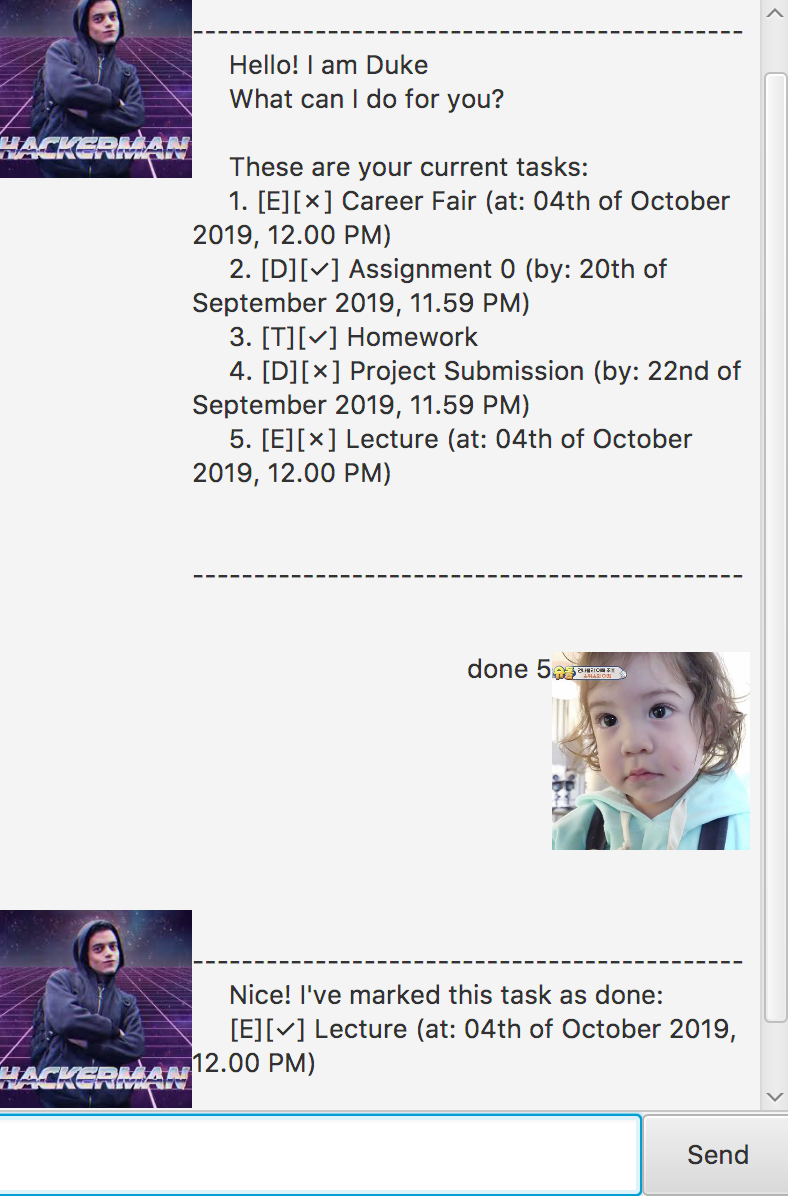 --------------------------------------------
Hello! I am Duke
What can I do for you?
These are your current tasks:
1. [E][×] Career Fair (at: 04th of October
2019, 12.00 PM)
2. [D][✓] Assignment 0 (by: 20th of
September 2019, 11.59 PM)
3. [T][✓] Homework
4. [D][×] Project Submission (by: 22nd of
September 2019, 11.59 PM)
5. [E][×] Lecture (at: 04th of October
2019, 12.00 PM)
HACKERMAN
--------------------------------------------
done 5
--------------------------------------------
Nice! I've marked this task as done:
[E][✓] Lecture (at: 04th of October 2019,
12.00 PM)
HACKERMAN
Send